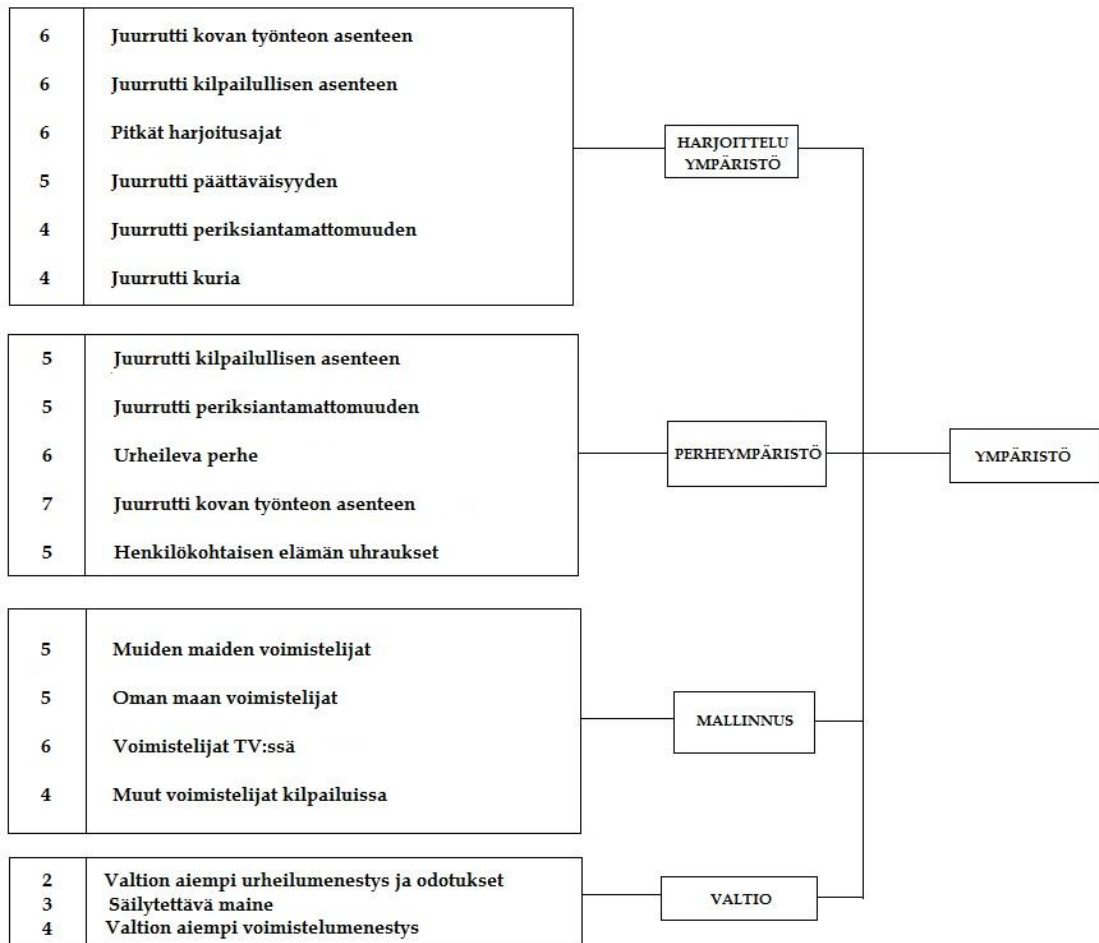 6 Juurrutti kovan työnteon asenteen
6 Juurrutti kilpailullisen asenteen
6 Pitkät harjoitusajat
5 Juurrutti päättäväisyyden
4 Juurrutti periksiantamattomuuden
4 Juurrutti kuria
HARJOITTELU
YMPÄRISTÖ
5 Juurrutti kilpailullisen asenteen
5 Juurrutti periksiantamattomuuden
6 Urheileva perhe
7 Juurrutti kovan työnteon asenteen
5 Henkilökohtaisen elämän uhraukset
PERHEYMPÄRISTÖ
YMPÄRISTÖ
5 Muiden maiden voimistelijat
5 Oman maan voimistelijat
6 Voimistelijat TV:ssä
4 Muut voimistelijat kilpailuissa
MALLINNUS
2 Valtion aiempi urheilumenestys ja odotukset
3 Säilytettävä maine
4 Valtion aiempi voimistelumenestys
VALTIO